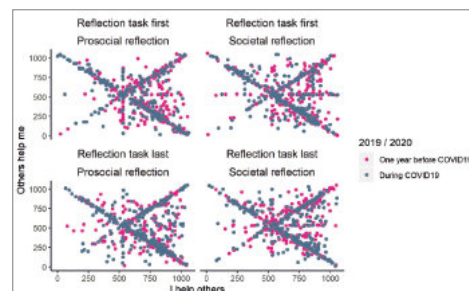 Reflection task first
Reflection task first
Prosocial reflection
Societal reflection
1000
750
500
250
0
Others help me
2019 / 2020
One year before COVID19
During COVID19
Reflection task last
Reflection task last
Prosocial reflection
Societal reflection
1000
750
500
250
0
0
250
500
750
1000
0
250
500
750
1000
I help others